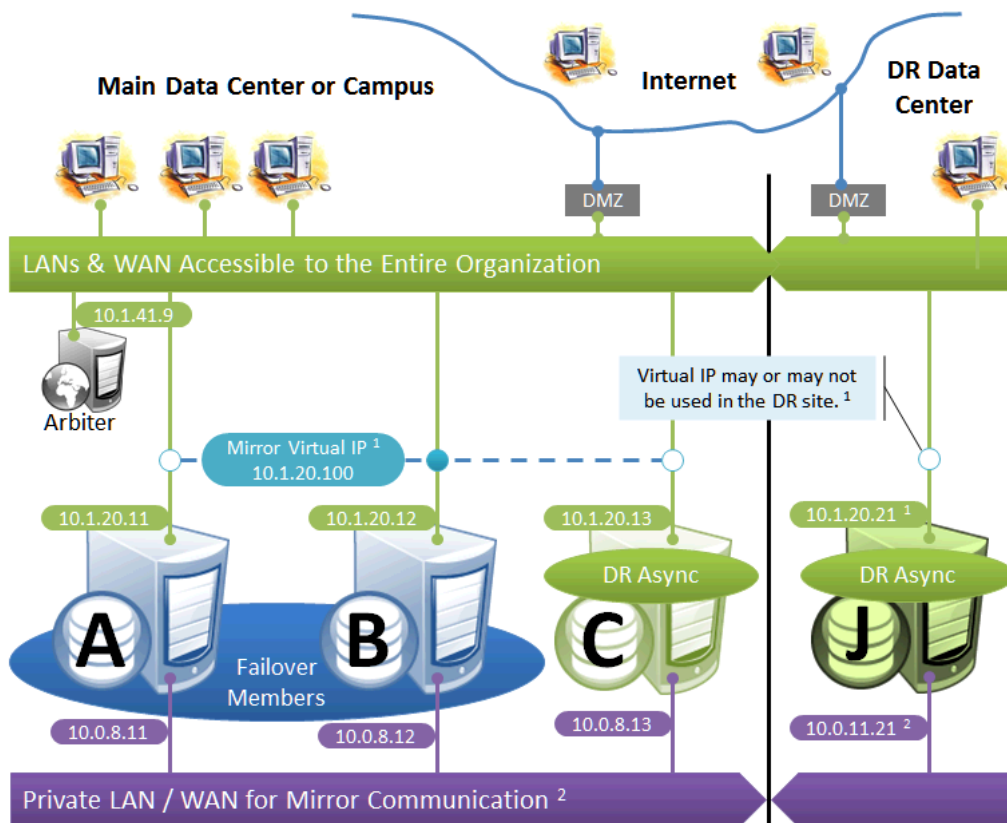 Main Data Center or Campus
Internet
DR Data
Center
DMZ
DMZ
LANs & WAN Accessible to the Entire Organization
10.1.41.9
Arbiter
Virtual IP may or may not
be used in the DR site. 1
Mirror Virtual IP 1
10.1.20.100
10.1.20.11
10.1.20.12
10.1.20.13
10.1.20.21 1
DR Async
DR Async
A
B
C
J
Failover
Members
10.0.8.11
10.0.8.12
10.0.8.13
10.0.11.21 2
Private LAN / WAN for Mirror Communication 2